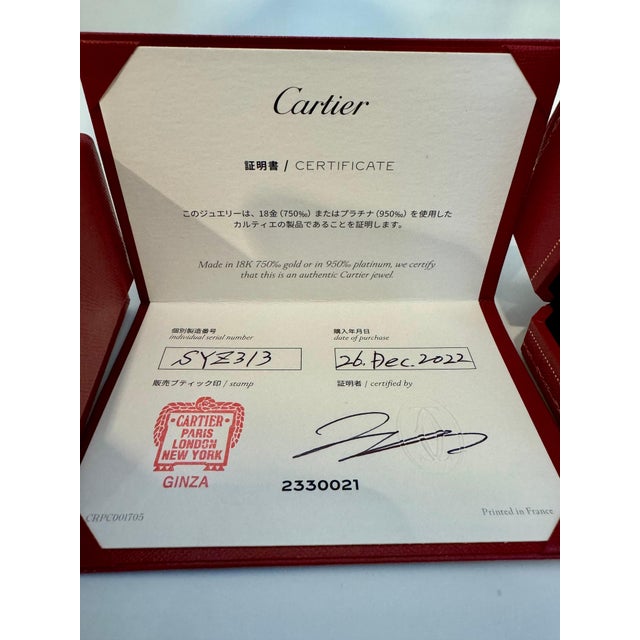 Cartier
証明書 / CERTIFICATE
このジュエリーは、18金(750‰)またはプラチナ(950‰)を使用した
カルティエの製品であることを証明します。
Made in 18K 750‰ gold or in 950‰ platinum, we certify
that this is an authentic Cartier jewel.
個別製造番号
individual serial number
SYZ313
購入年月日
date of purchase
26. Dec. 2022
販売ブティック印 / stamp
証明者 / certified by
CARTIER
PARIS
LONDON
NEW YORK
GINZA
2330021
CRPC001705
Printed in France